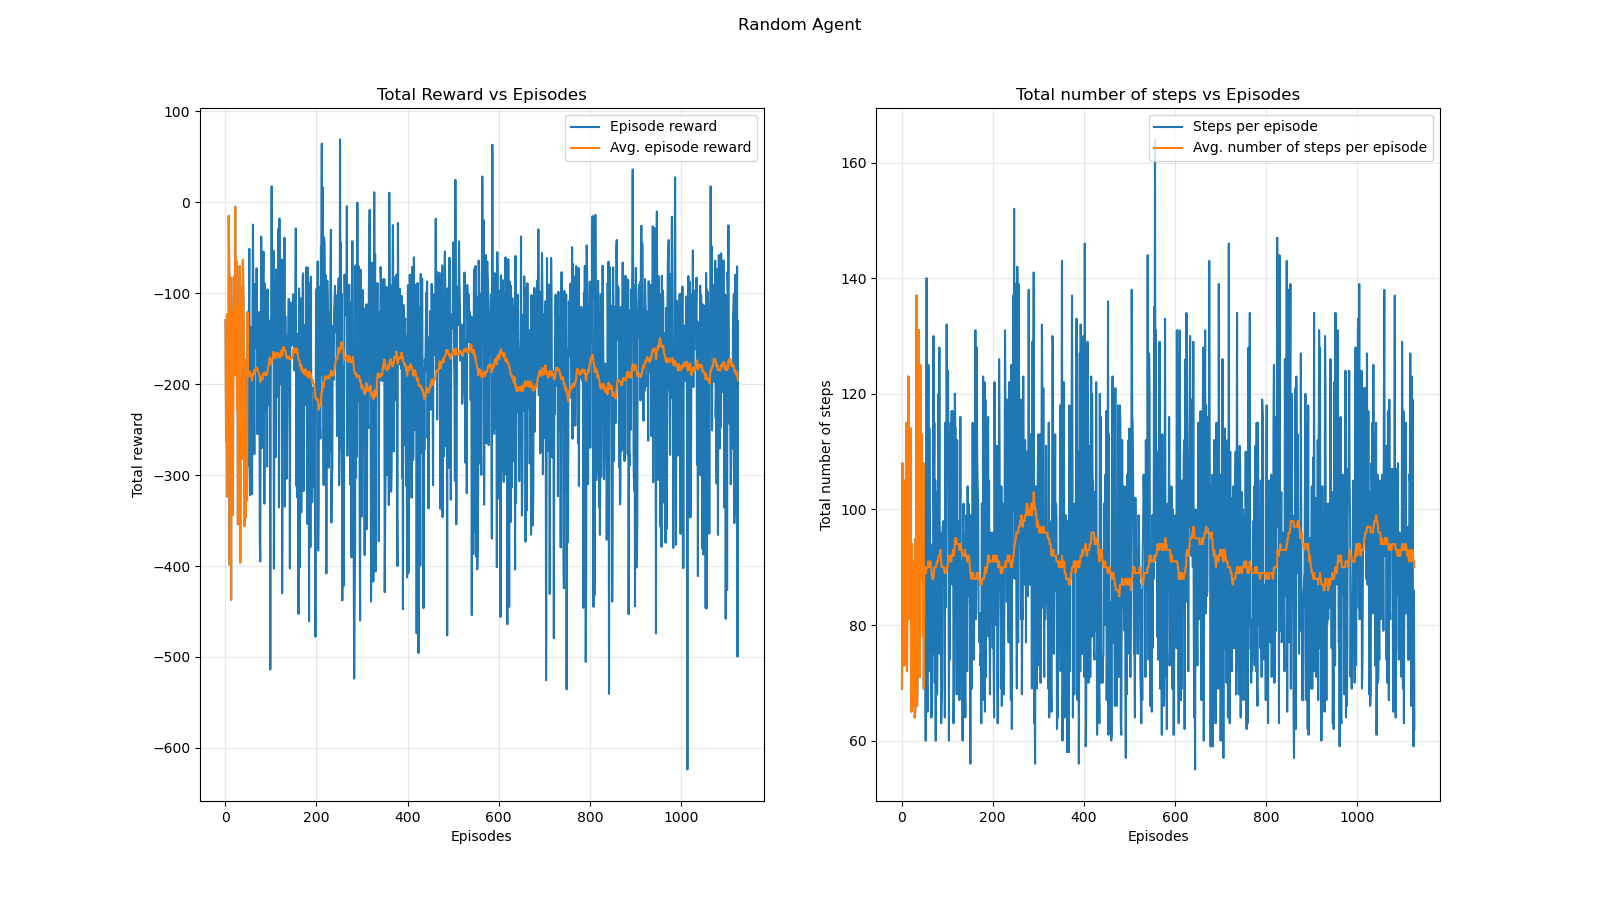 Random Agent
Total Reward vs Episodes
Total reward
100
0
−100
−200
−300
−400
−500
−600
Episode reward
Avg. episode reward
0
200
400
600
800
1000
Episodes
Total number of steps vs Episodes
Total number of steps
160
140
120
100
80
60
Steps per episode
Avg. number of steps per episode
0
200
400
600
800
1000
Episodes